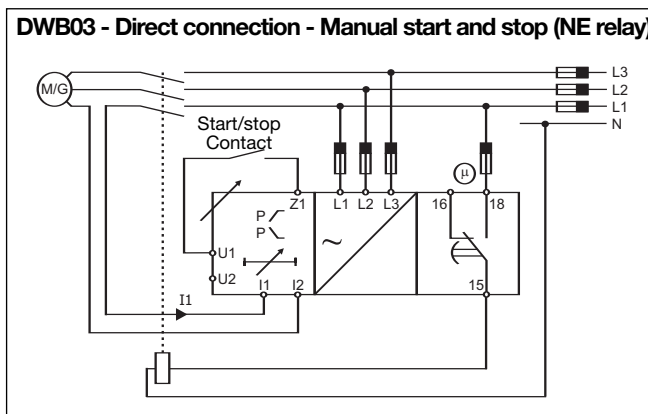 DWB03 - Direct connection - Manual start and stop (NE relay)
M/G
L3
L2
L1
N
Start/stop
Contact
μ
Z1
L1
L2
L3
16
18
P
P
~
U1
U2
I1
I2
15
I1